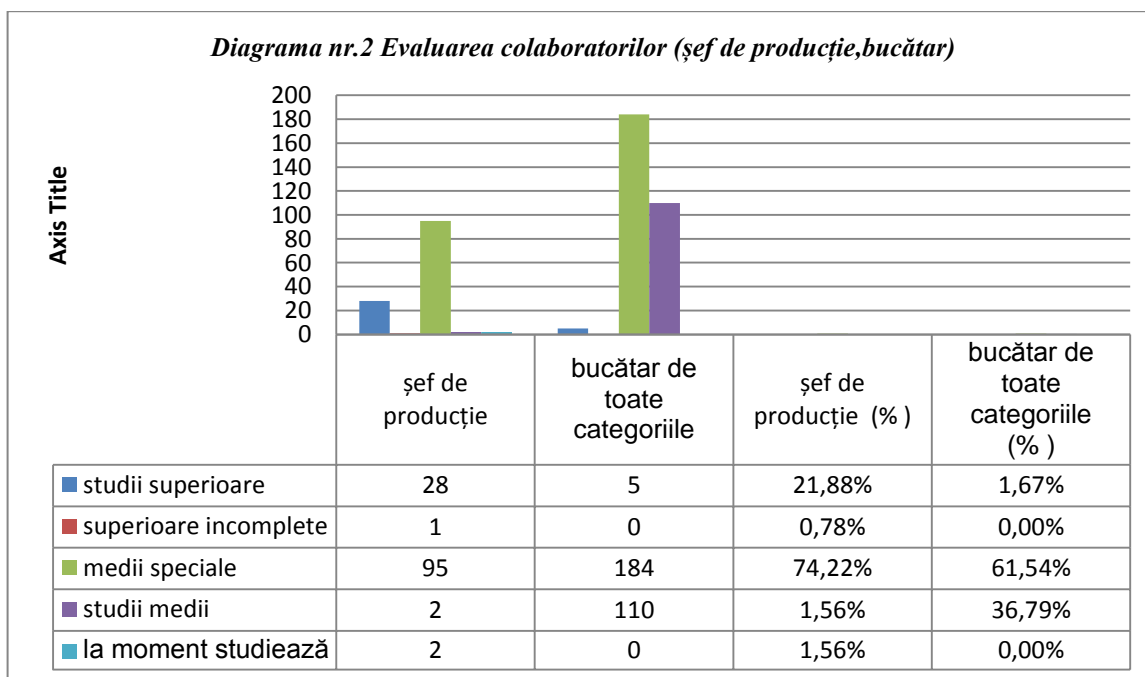 Diagrama nr.2 Evaluarea colaboratorilor (șef de producție,bucătar)
Axis Title
200
180
160
140
120
100
80
60
40
20
0
șef de producție
bucătar de toate categoriile
șef de producție (% )
bucătar de toate categoriile (% )
studii superioare 28 5 21,88% 1,67%
superioare incomplete 1 0 0,78% 0,00%
medii speciale 95 184 74,22% 61,54%
studii medii 2 110 1,56% 36,79%
la moment studiează 2 0 1,56% 0,00%